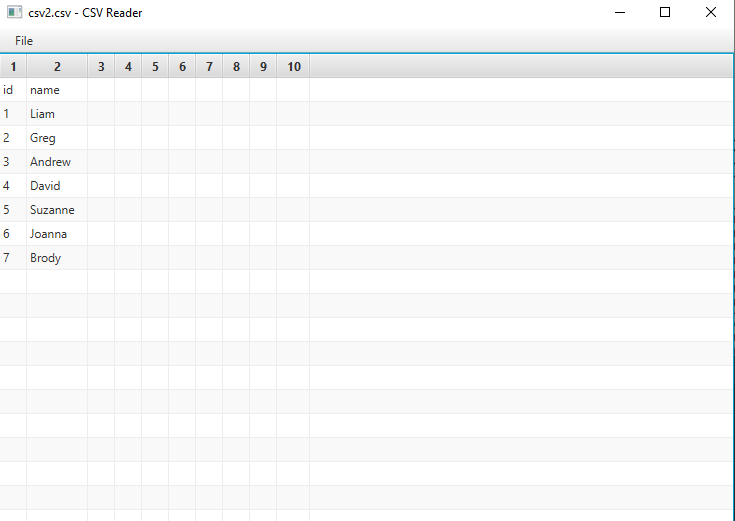 csv2.csv - CSV Reader
File
1 2 3 4 5 6 7 8 9 10
id name
1 Liam
2 Greg
3 Andrew
4 David
5 Suzanne
6 Joanna
7 Brody